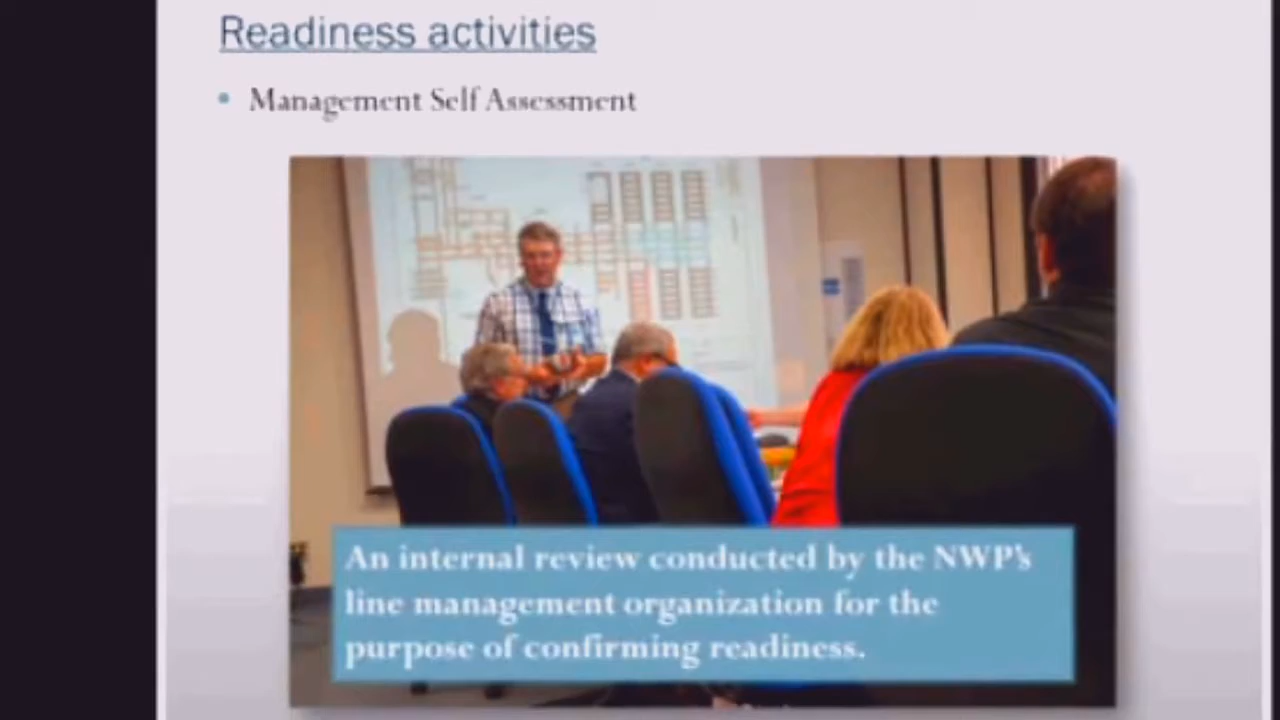 Readiness activities
• Management Self Assessment
An internal review conducted by the NWP's
line management organization for the
purpose of confirming readiness.